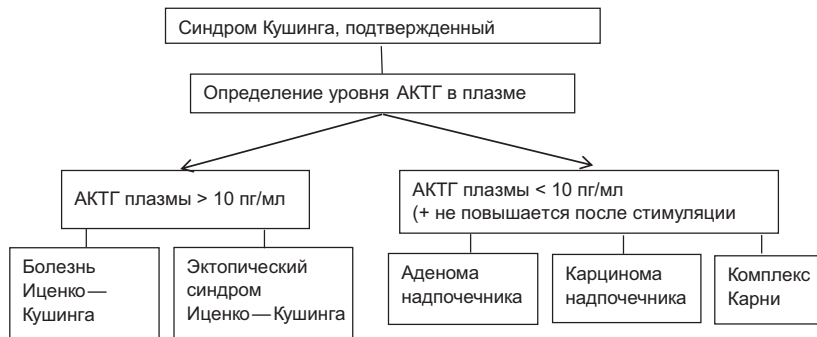 Синдром Кушинга, подтвержденный
Определение уровня АКТГ в плазме
АКТГ плазмы > 10 пг/мл
АКТГ плазмы < 10 пг/мл
(+ не повышается после стимуляции
Болезнь
Иценко—
Кушинга
Эктопический
синдром
Иценко—Кушинга
Аденома
надпочечника
Карцинома
надпочечника
Комплекс
Карни